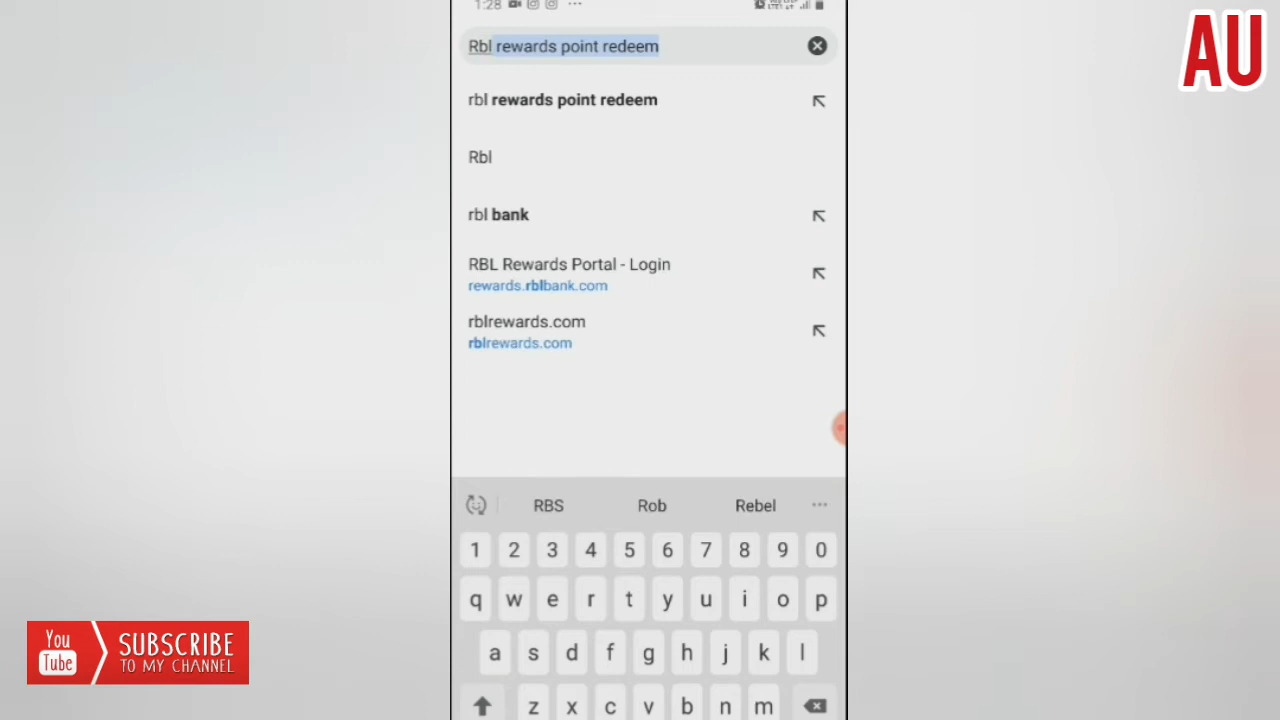 1:28
AU
Rbl rewards point redeem
rbl rewards point redeem
Rbl
rbl bank
RBL Rewards Portal - Login
rewards.rblbank.com
rblrewards.com
rblrewards.com
RBS Rob Rebel
1 2 3 4 5 6 7 8 9 0
q w e r t y u i o p
a s d f g h j k l
z x c v b n m
You Tube
SUBSCRIBE
TO MY CHANNEL